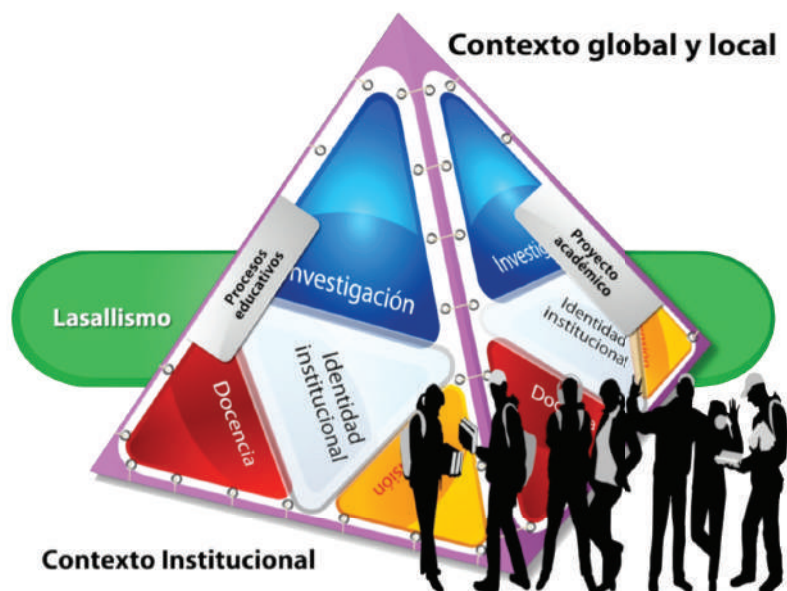 Contexto global y local
Procesos
educativos
Proyecto
académico
Investigación
Lasallismo
Identidad
institucional
Identidad
institucional
Docencia
Contexto Institucional